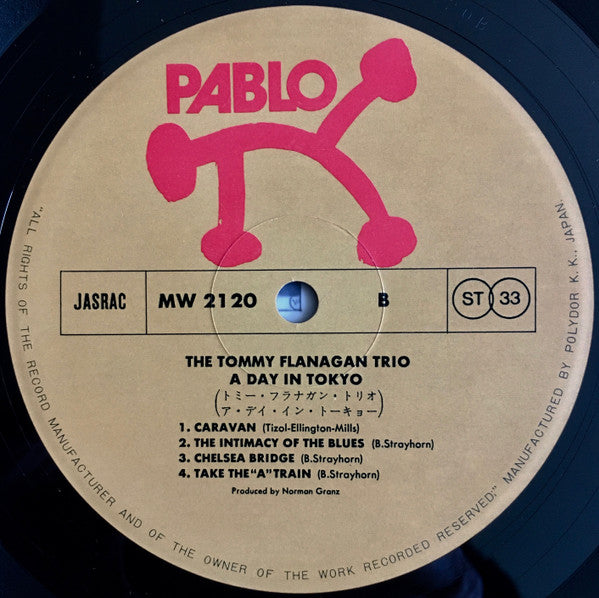 PABLO
JASRAC
MW 2120
B
ST 33
THE TOMMY FLANAGAN TRIO
A DAY IN TOKYO
(トミー・フラナガン・トリオ
ア・デイ・イン・トーキョー)
1. CARAVAN (Tizol-Ellington-Mills)
2. THE INTIMACY OF THE BLUES (B.Strayhorn)
3. CHELSEA BRIDGE (B.Strayhorn)
4. TAKE THE "A" TRAIN (B.Strayhorn)
Produced by Norman Granz
"ALL RIGHTS OF THE RECORD MANUFACTURER AND OF THE OWNER OF THE WORK RECORDED RESERVED." MANUFACTURED BY POLYDOR K. K., JAPAN.